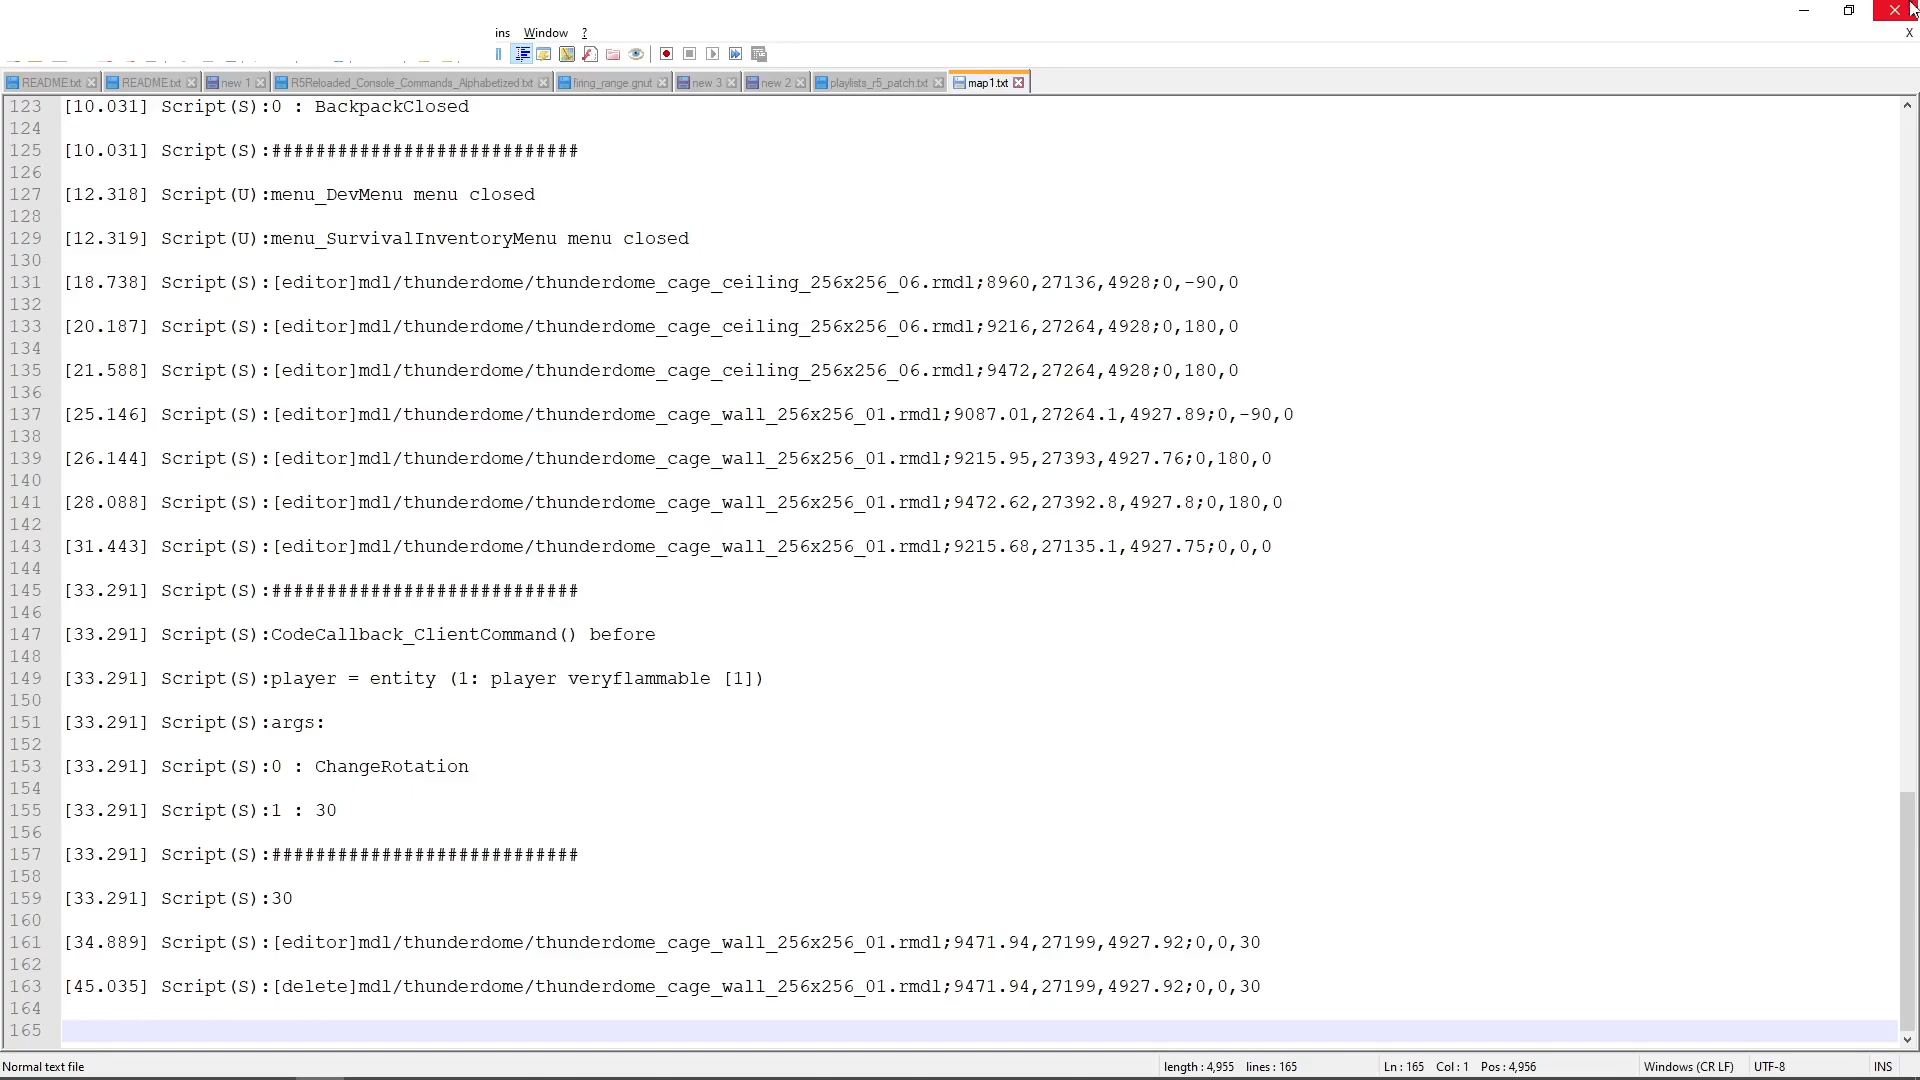 ins Window ?
X
README.txt README.txt new 1 R5Reloaded_Console_Commands_Alphabetized.txt firing_range.gnut new 3 new 2 playlists_r5_patch.txt map1.txt
123 [10.031] Script(S):0 : BackpackClosed
124
125 [10.031] Script(S):############################
126
127 [12.318] Script(U):menu_DevMenu menu closed
128
129 [12.319] Script(U):menu_SurvivalInventoryMenu menu closed
130
131 [18.738] Script(S):[editor]mdl/thunderdome/thunderdome_cage_ceiling_256x256_06.rmdl;8960,27136,4928;0,-90,0
132
133 [20.187] Script(S):[editor]mdl/thunderdome/thunderdome_cage_ceiling_256x256_06.rmdl;9216,27264,4928;0,180,0
134
135 [21.588] Script(S):[editor]mdl/thunderdome/thunderdome_cage_ceiling_256x256_06.rmdl;9472,27264,4928;0,180,0
136
137 [25.146] Script(S):[editor]mdl/thunderdome/thunderdome_cage_wall_256x256_01.rmdl;9087.01,27264.1,4927.89;0,-90,0
138
139 [26.144] Script(S):[editor]mdl/thunderdome/thunderdome_cage_wall_256x256_01.rmdl;9215.95,27393,4927.76;0,180,0
140
141 [28.088] Script(S):[editor]mdl/thunderdome/thunderdome_cage_wall_256x256_01.rmdl;9472.62,27392.8,4927.8;0,180,0
142
143 [31.443] Script(S):[editor]mdl/thunderdome/thunderdome_cage_wall_256x256_01.rmdl;9215.68,27135.1,4927.75;0,0,0
144
145 [33.291] Script(S):############################
146
147 [33.291] Script(S):CodeCallback_ClientCommand() before
148
149 [33.291] Script(S):player = entity (1: player veryflammable [1])
150
151 [33.291] Script(S):args:
152
153 [33.291] Script(S):0 : ChangeRotation
154
155 [33.291] Script(S):1 : 30
156
157 [33.291] Script(S):############################
158
159 [33.291] Script(S):30
160
161 [34.889] Script(S):[editor]mdl/thunderdome/thunderdome_cage_wall_256x256_01.rmdl;9471.94,27199,4927.92;0,0,30
162
163 [45.035] Script(S):[delete]mdl/thunderdome/thunderdome_cage_wall_256x256_01.rmdl;9471.94,27199,4927.92;0,0,30
164
165
Normal text file length : 4,955 lines : 165 Ln : 165 Col : 1 Pos : 4,956 Windows (CR LF) UTF-8 INS